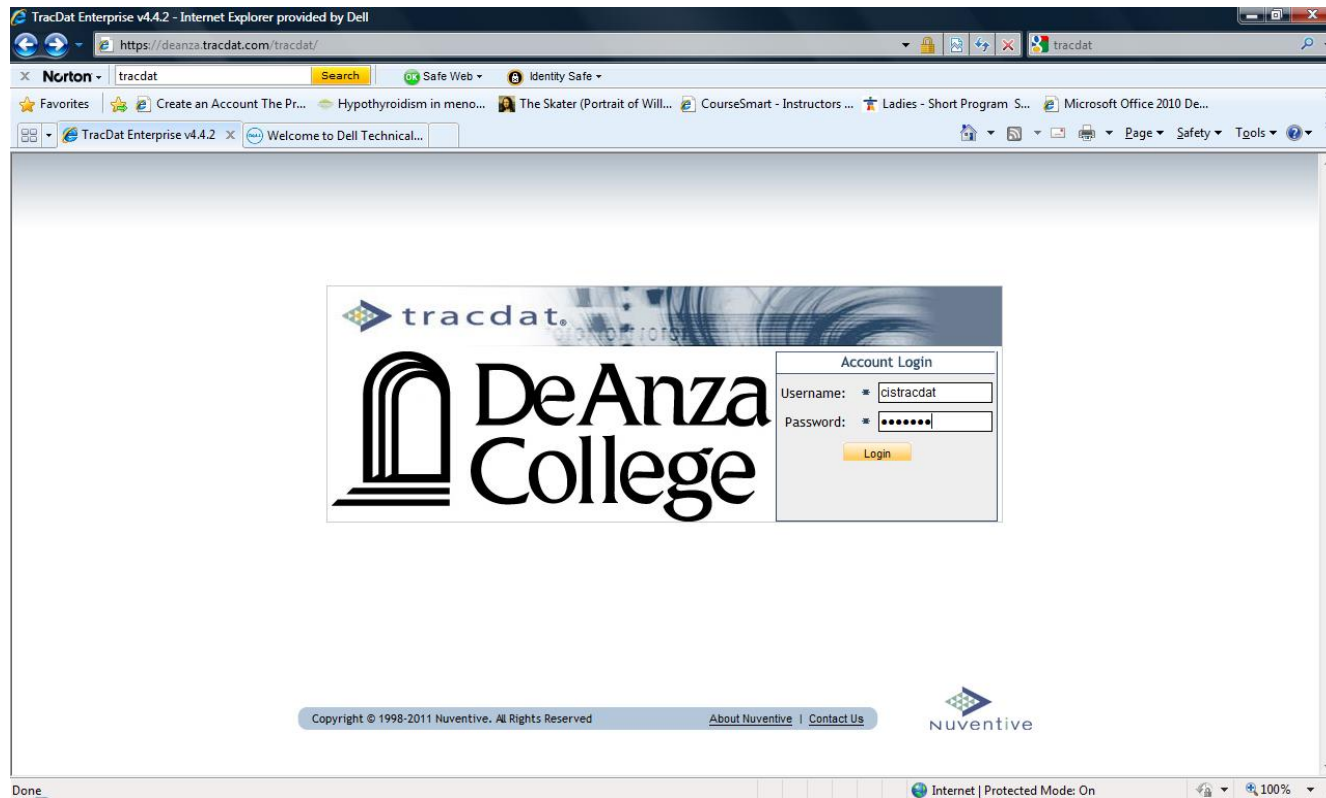 TracDat Enterprise v4.4.2 - Internet Explorer provided by Dell
https://deanza.tracdat.com/tracdat/ tracdat
x Norton tracdat Search OK Safe Web Identity Safe
Favorites Create an Account The Pr... Hypothyroidism in meno... The Skater (Portrait of Will... CourseSmart - Instructors ... Ladies - Short Program S... Microsoft Office 2010 De...
TracDat Enterprise v4.4.2 x Welcome to Dell Technical... Page Safety Tools
tracdat®
Account Login
De Anza
College
Username: * cistracdat
Password: * •••••••
Login
Copyright © 1998-2011 Nuventive. All Rights Reserved About Nuventive | Contact Us
nuventive
Done Internet | Protected Mode: On 100%